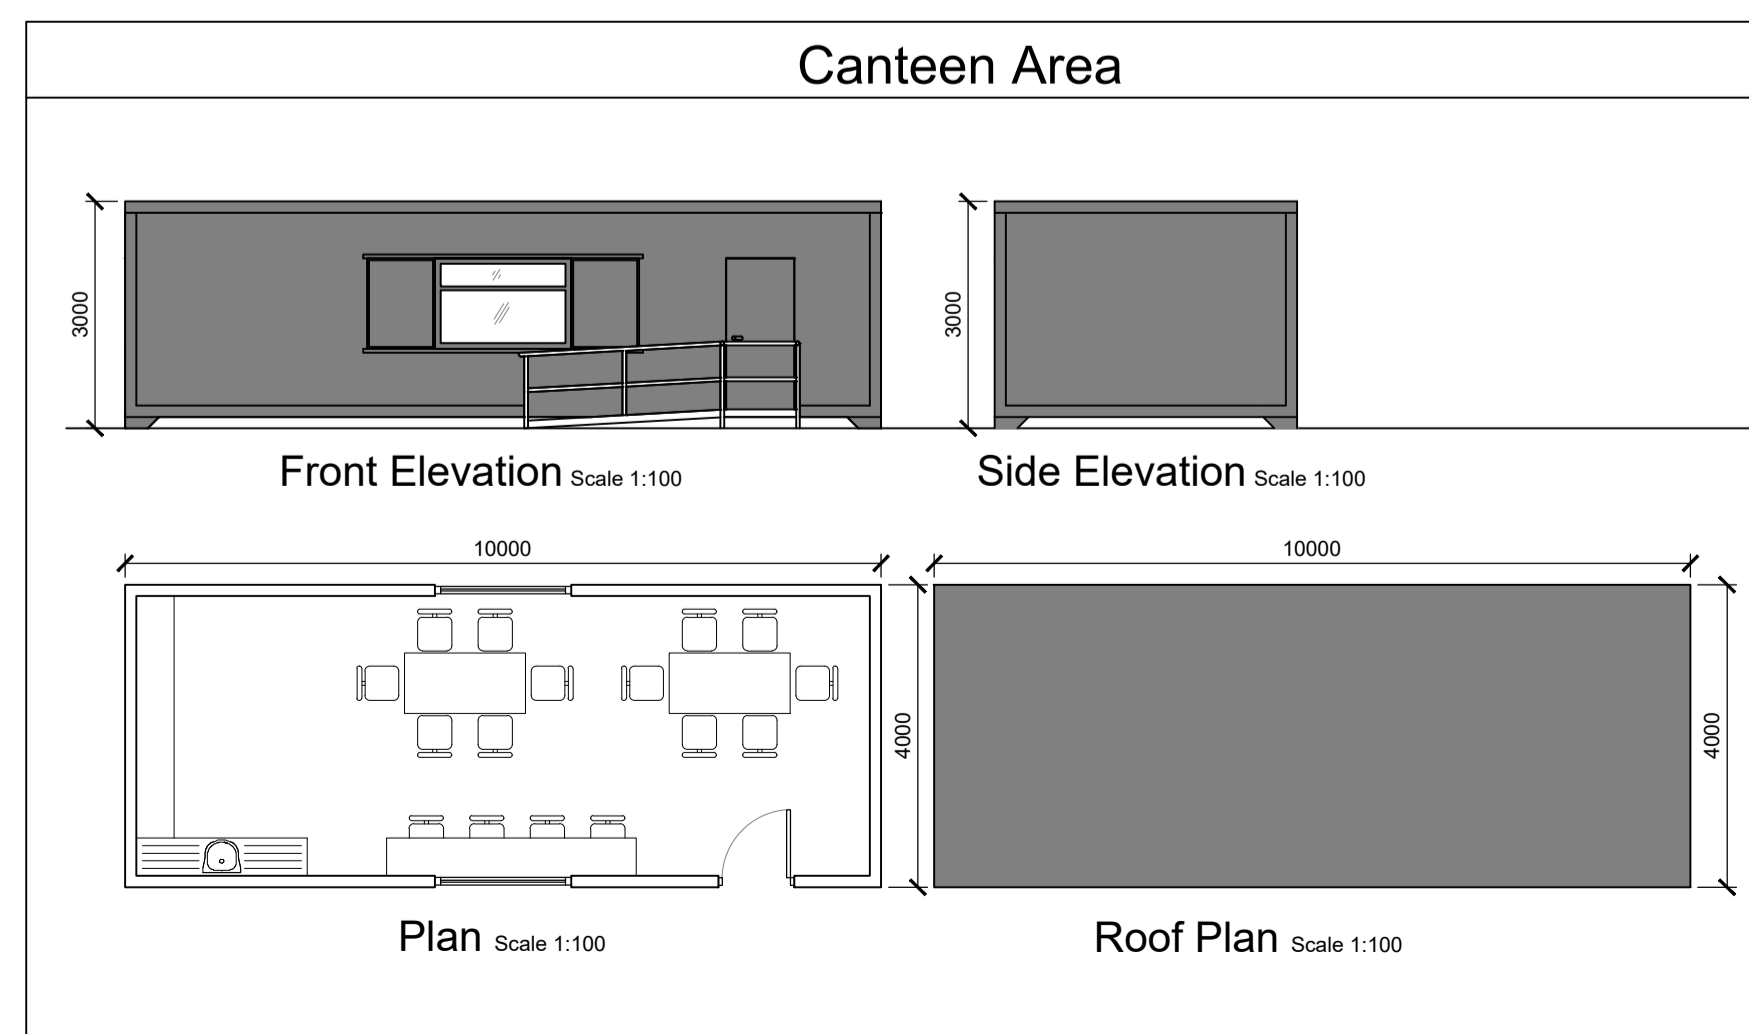 Canteen Area
3000
3000
Front Elevation Scale 1:100
Side Elevation Scale 1:100
10000
10000
4000
4000
Plan Scale 1:100
Roof Plan Scale 1:100